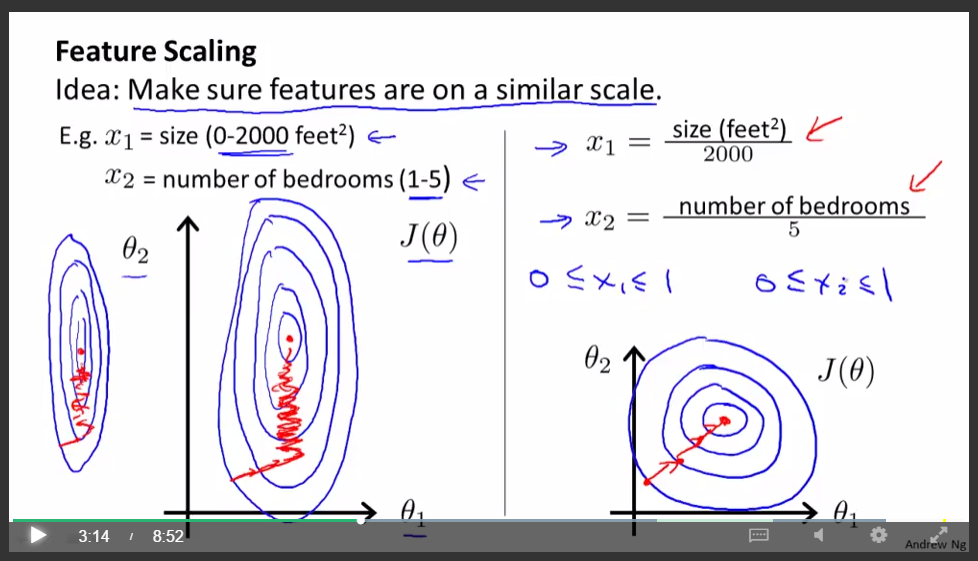 Feature Scaling
Idea: Make sure features are on a similar scale.
E.g. x₁ = size (0-2000 feet²)
x₂ = number of bedrooms (1-5)
θ₂
J(θ)
θ₁
x₁ = size (feet²) / 2000
x₂ = number of bedrooms / 5
0 ≤ x₁ ≤ 1
0 ≤ x₂ ≤ 1
θ₂
J(θ)
θ₁
3:14 / 8:52
Andrew Ng